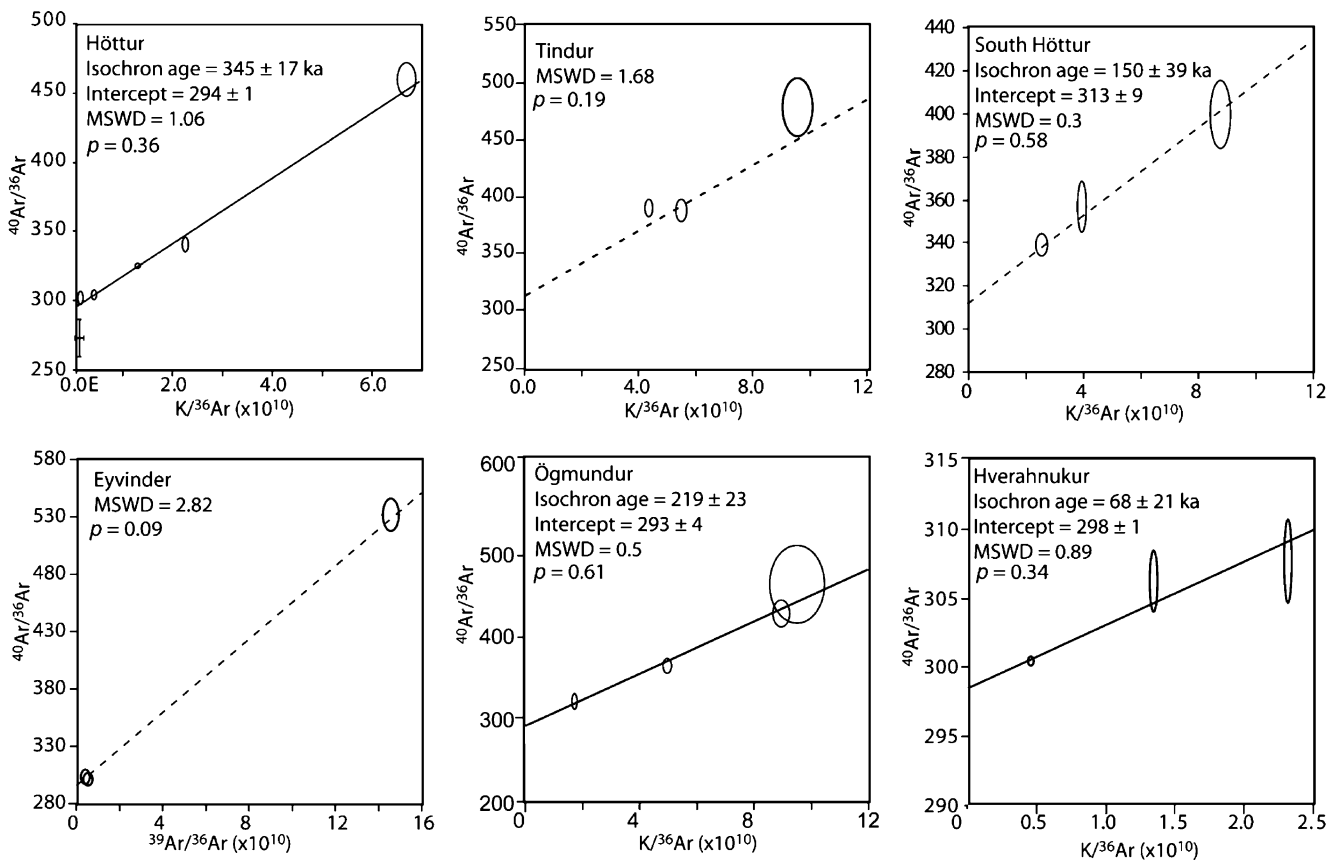 500
450
400
350
300
250
⁴⁰Ar/³⁶Ar
Höttur
Isochron age = 345 ± 17 ka
Intercept = 294 ± 1
MSWD = 1.06
p = 0.36
0.0E
2.0
4.0
6.0
K/³⁶Ar (x10¹⁰)
550
500
450
400
350
300
250
⁴⁰Ar/³⁶Ar
Tindur
MSWD = 1.68
p = 0.19
0.0
4.0
8.0
12
K/³⁶Ar (x10¹⁰)
440
420
400
380
360
340
320
300
280
⁴⁰Ar/³⁶Ar
South Höttur
Isochron age = 150 ± 39 ka
Intercept = 313 ± 9
MSWD = 0.3
p = 0.58
0
4
8
12
K/³⁶Ar (x10¹⁰)
580
530
480
430
380
330
280
⁴⁰Ar/³⁶Ar
Eyvinder
MSWD = 2.82
p = 0.09
0
4
8
12
16
³⁹Ar/³⁶Ar (x10¹⁰)
600
500
400
300
200
⁴⁰Ar/³⁶Ar
Ögmundur
Isochron age = 219 ± 23
Intercept = 293 ± 4
MSWD = 0.5
p = 0.61
0
2
4
6
8
10
12
K/³⁶Ar (x10¹⁰)
315
310
305
300
295
290
⁴⁰Ar/³⁶Ar
Hverahnukur
Isochron age = 68 ± 21 ka
Intercept = 298 ± 1
MSWD = 0.89
p = 0.34
0
0.5
1.0
1.5
2.0
2.5
K/³⁶Ar (x10¹⁰)